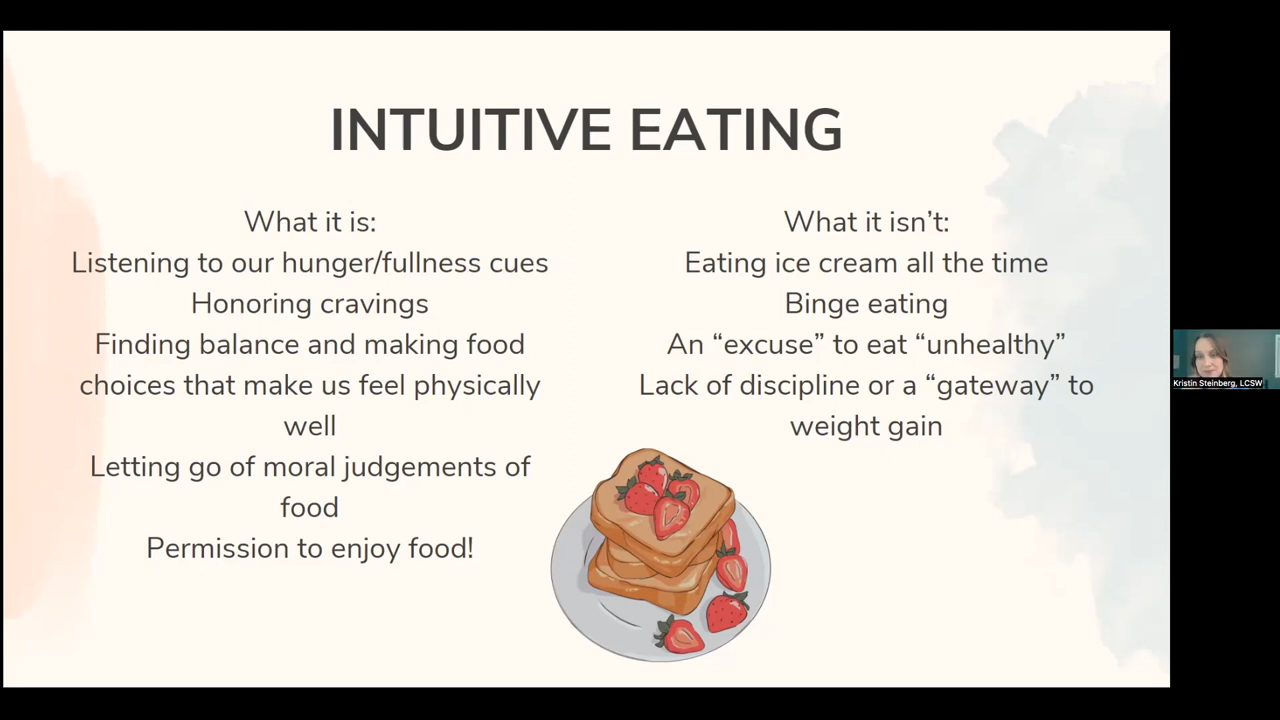 INTUITIVE EATING
What it is:
Listening to our hunger/fullness cues
Honoring cravings
Finding balance and making food
choices that make us feel physically
well
Letting go of moral judgements of
food
Permission to enjoy food!
What it isn’t:
Eating ice cream all the time
Binge eating
An “excuse” to eat “unhealthy”
Lack of discipline or a “gateway” to
weight gain
Kristin Steinberg, LCSW